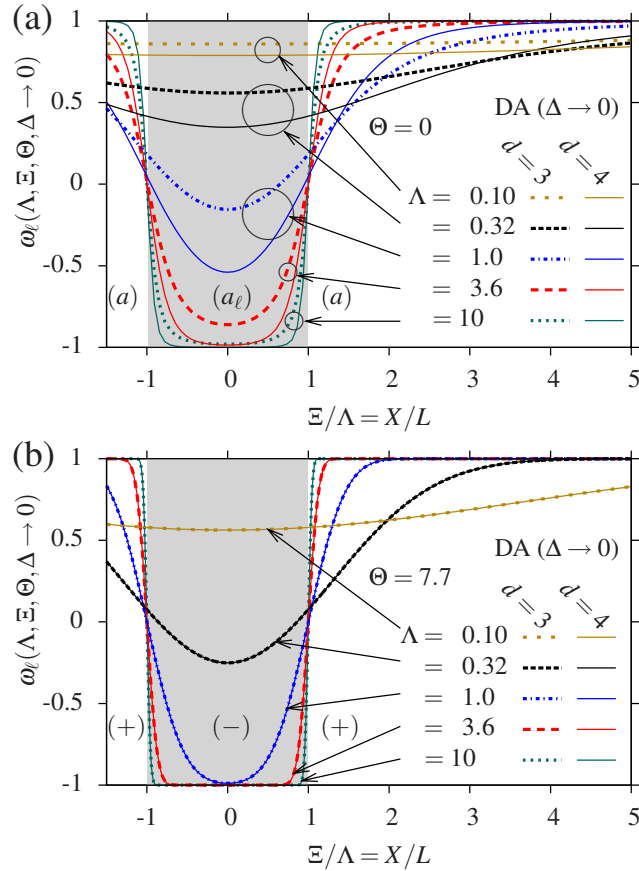 (a)
ω_ℓ(Λ, Ξ, Θ, Δ → 0)
1
0.5
0
-0.5
-1
Θ = 0
DA (Δ → 0)
d = 3
d = 4
Λ = 0.10
= 0.32
= 1.0
= 3.6
= 10
(a)
(a_ℓ)
(a)
-1 0 1 2 3 4 5
Ξ/Λ = X/L
(b)
ω_ℓ(Λ, Ξ, Θ, Δ → 0)
1
0.5
0
-0.5
-1
DA (Δ → 0)
Θ = 7.7
d = 3
d = 4
Λ = 0.10
= 0.32
= 1.0
= 3.6
= 10
(+)
(−)
(+)
-1 0 1 2 3 4 5
Ξ/Λ = X/L